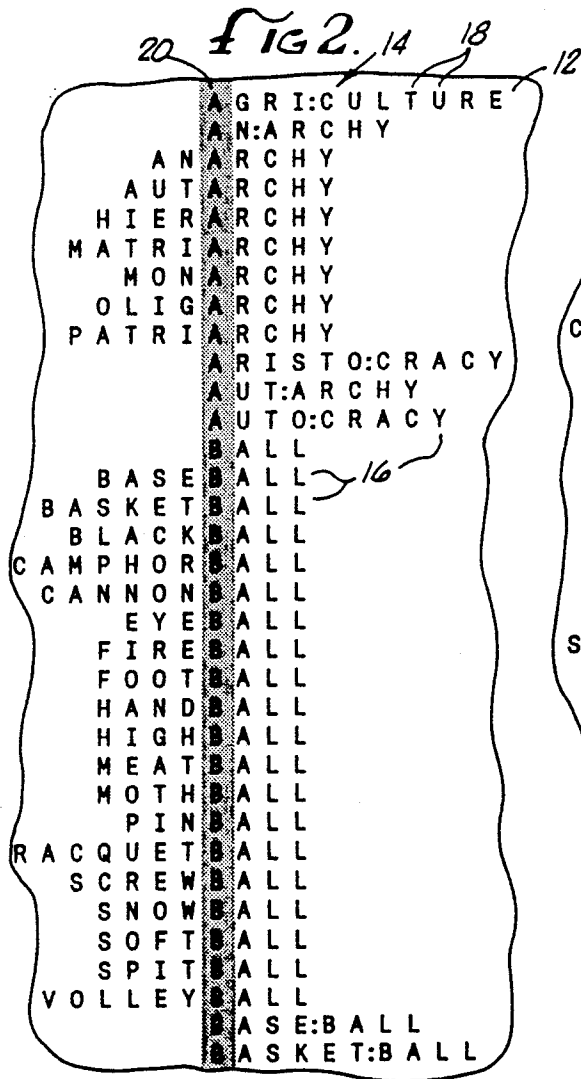 FIG 2.
20 14 18 12
AGRI:CULTURE
AN:ARCHY
ANARCHY
AUTARCHY
HIERARCHY
MATRIARCHY
MONARCHY
OLIGARCHY
PATRIARCHY
ARISTO:CRACY
AUT:ARCHY
AUTO:CRACY
BALL
BASEBALL 16
BASKETBALL
BLACKBALL
CAMPHORBALL
CANNONBALL
EYEBALL
FIREBALL
FOOTBALL
HANDBALL
HIGHBALL
MEATBALL
MOTHBALL
PINBALL
RACQUETBALL
SCREWBALL
SNOWBALL
SOFTBALL
SPITBALL
VOLLEYBALL
BASE:BALL
BASKET:BALL
C
S